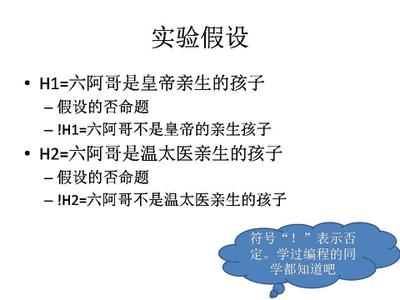 实验假设
• H1=六阿哥是皇帝亲生的孩子
– 假设的否命题
– !H1=六阿哥不是皇帝的亲生孩子
• H2=六阿哥是温太医亲生的孩子
– 假设的否命题
– !H2=六阿哥不是温太医亲生的孩子
符号“！”表示否
定。学过编程的同
学都知道吧